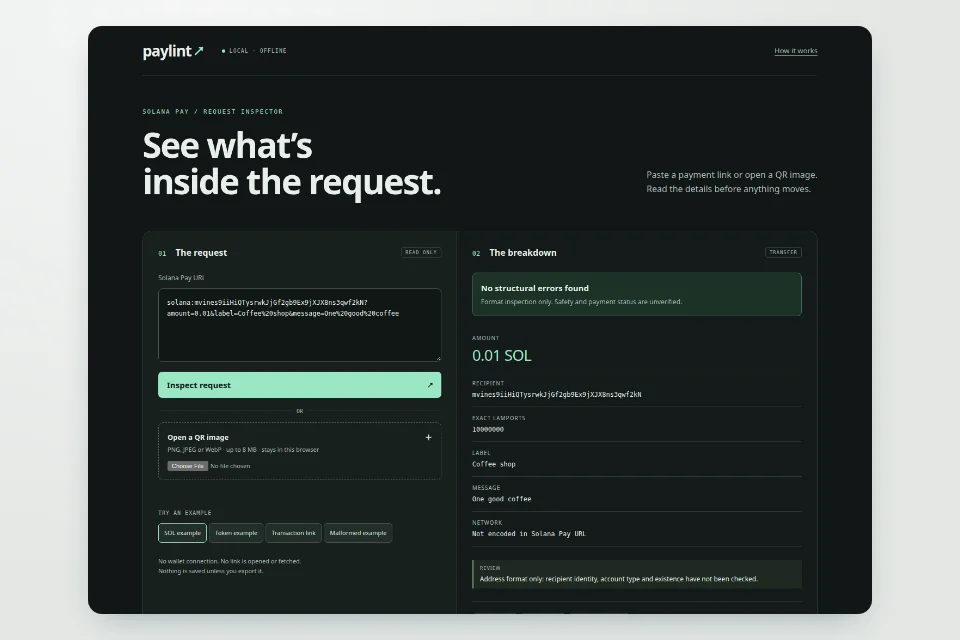 paylint
LOCAL · OFFLINE
How it works
SOLANA PAY / REQUEST INSPECTOR
See what's
inside the request.
Paste a payment link or open a QR image.
Read the details before anything moves.
01 The request
READ ONLY
Solana Pay URI
solana:mvines9iiHiQTysrwkJjGf2gb9Ex9jXJX8ns3qwf2kN?
amount=0.01&label=Coffee%20shop&message=One%20good%20coffee
Inspect request
OR
Open a QR image
PNG, JPEG or WebP · up to 8 MB · stays in this browser
Choose File No file chosen
TRY AN EXAMPLE
SOL example
Token example
Transaction link
Malformed example
No wallet connection. No link is opened or fetched.
Nothing is saved unless you export it.
02 The breakdown
TRANSFER
No structural errors found
Format inspection only. Safety and payment status are unverified.
AMOUNT
0.01 SOL
RECIPIENT
mvines9iiHiQTysrwkJjGf2gb9Ex9jXJX8ns3qwf2kN
EXACT LAMPORTS
10000000
LABEL
Coffee shop
MESSAGE
One good coffee
NETWORK
Not encoded in Solana Pay URL
REVIEW
Address format only: recipient identity, account type and existence have not been checked.